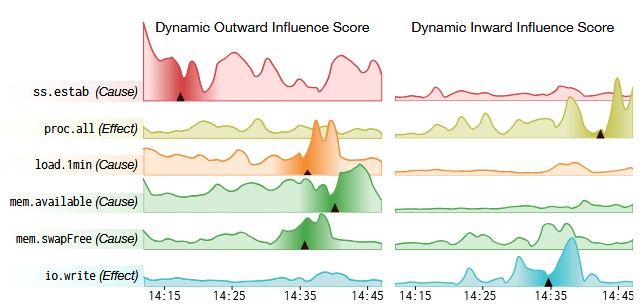 Dynamic Outward Influence Score Dynamic Inward Influence Score
ss.estab (Cause)
proc.all (Effect)
load.1min (Cause)
mem.available (Cause)
mem.swapFree (Cause)
io.write (Effect)
14:15 14:25 14:35 14:45 14:15 14:25 14:35 14:45